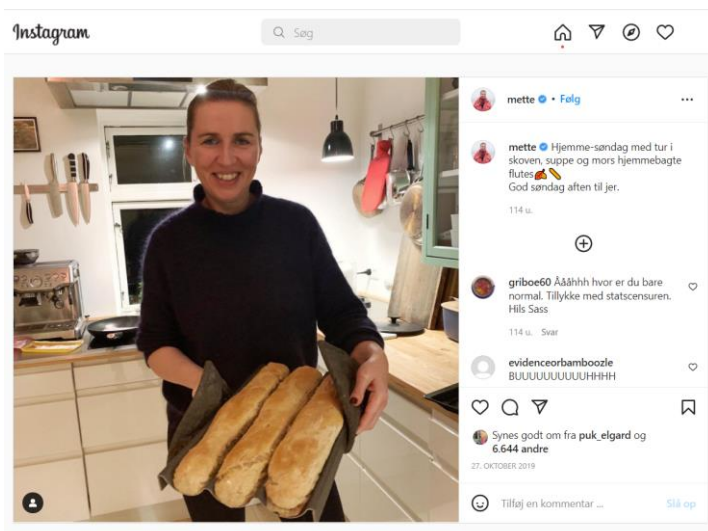 Instagram
Søg
mette • Følg
mette Hjemme-søndag med tur i
skoven, suppe og mors hjemmebagte
flutes
God søndag aften til jer.
114 u.
griboe60 Åååhhh hvor er du bare
normal. Tillykke med statscensuren.
Hils Sass
114 u. Svar
evidenceorbamboozle
BUUUUUUUUUUHHHH
Synes godt om fra puk_elgard og
6.644 andre
27. OKTOBER 2019
Tilføj en kommentar ...
Slå op